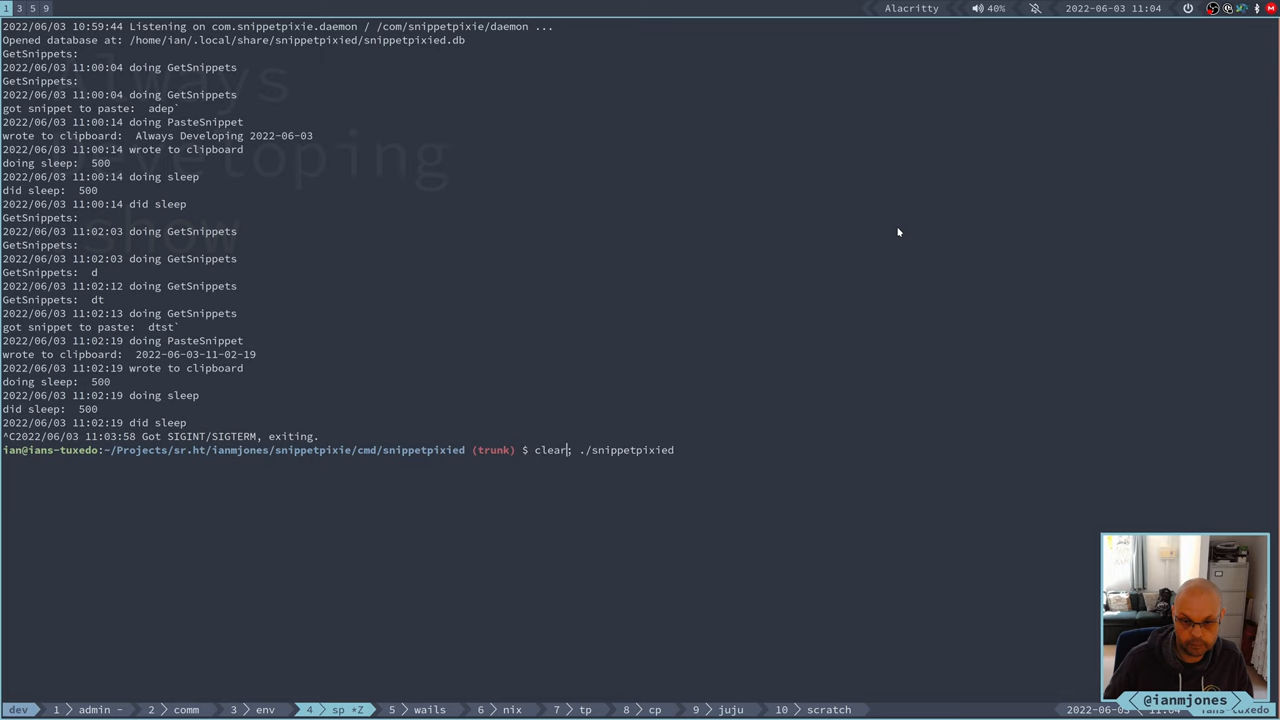 1 3 5 9
Alacritty 40% 2022-06-03 11:04
2022/06/03 10:59:44 Listening on com.snippetpixie.daemon / /com/snippetpixie/daemon ...
Opened database at: /home/ian/.local/share/snippetpixied/snippetpixied.db
GetSnippets:
2022/06/03 11:00:04 doing GetSnippets
GetSnippets:
2022/06/03 11:00:04 doing GetSnippets
got snippet to paste:  adep`
2022/06/03 11:00:14 doing PasteSnippet
wrote to clipboard:  Always Developing 2022-06-03
2022/06/03 11:00:14 wrote to clipboard
doing sleep:  500
2022/06/03 11:00:14 doing sleep
did sleep:  500
2022/06/03 11:00:14 did sleep
GetSnippets:
2022/06/03 11:02:03 doing GetSnippets
GetSnippets:
2022/06/03 11:02:03 doing GetSnippets
GetSnippets:  d
2022/06/03 11:02:12 doing GetSnippets
GetSnippets:  dt
2022/06/03 11:02:13 doing GetSnippets
got snippet to paste:  dtst`
2022/06/03 11:02:19 doing PasteSnippet
wrote to clipboard:  2022-06-03-11-02-19
2022/06/03 11:02:19 wrote to clipboard
doing sleep:  500
2022/06/03 11:02:19 doing sleep
did sleep:  500
2022/06/03 11:02:19 did sleep
^C2022/06/03 11:03:58 Got SIGINT/SIGTERM, exiting.
ian@ians-tuxedo:~/Projects/sr.ht/ianmjones/snippetpixie/cmd/snippetpixied (trunk) $ clear; ./snippetpixied
Always
Developing
show
@ianmjones
dev 1 admin - 2 comm 3 env 4 sp *Z 5 wails 6 nix 7 tp 8 cp 9 juju 10 scratch 2022-06-03